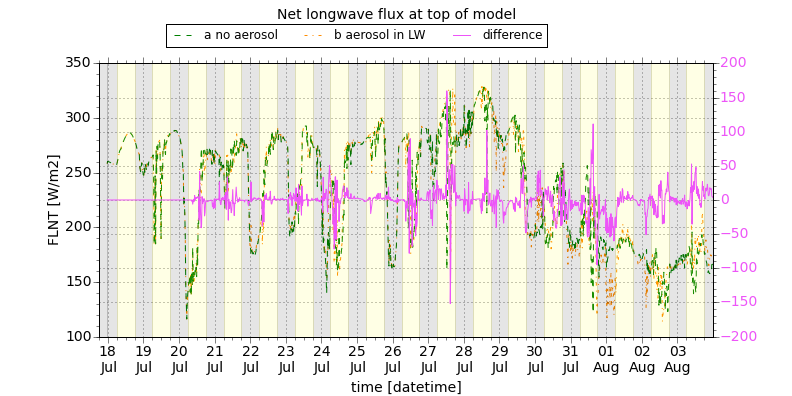 Net longwave flux at top of model
a no aerosol b aerosol in LW difference
FLNT [W/m2]
350
300
250
200
150
100
200
150
100
50
0
−50
−100
−150
−200
18 19 20 21 22 23 24 25 26 27 28 29 30 31 01 02 03
Jul Jul Jul Jul Jul Jul Jul Jul Jul Jul Jul Jul Jul Jul Aug Aug Aug
time [datetime]